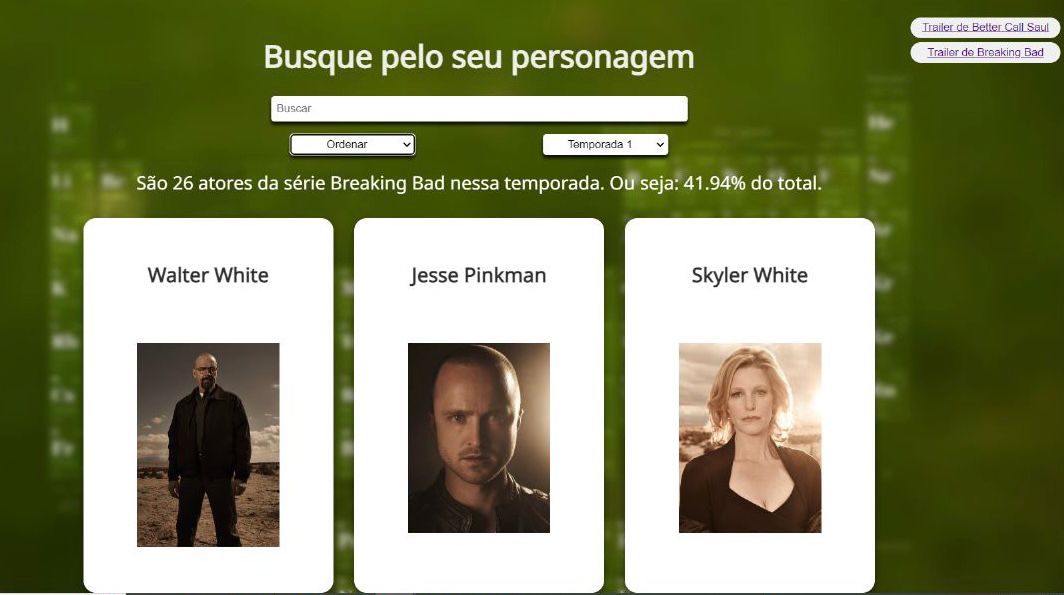 Trailer de Better Call Saul
Trailer de Breaking Bad
Busque pelo seu personagem
Buscar
Ordenar
Temporada 1
São 26 atores da série Breaking Bad nessa temporada. Ou seja: 41.94% do total.
Walter White
Jesse Pinkman
Skyler White